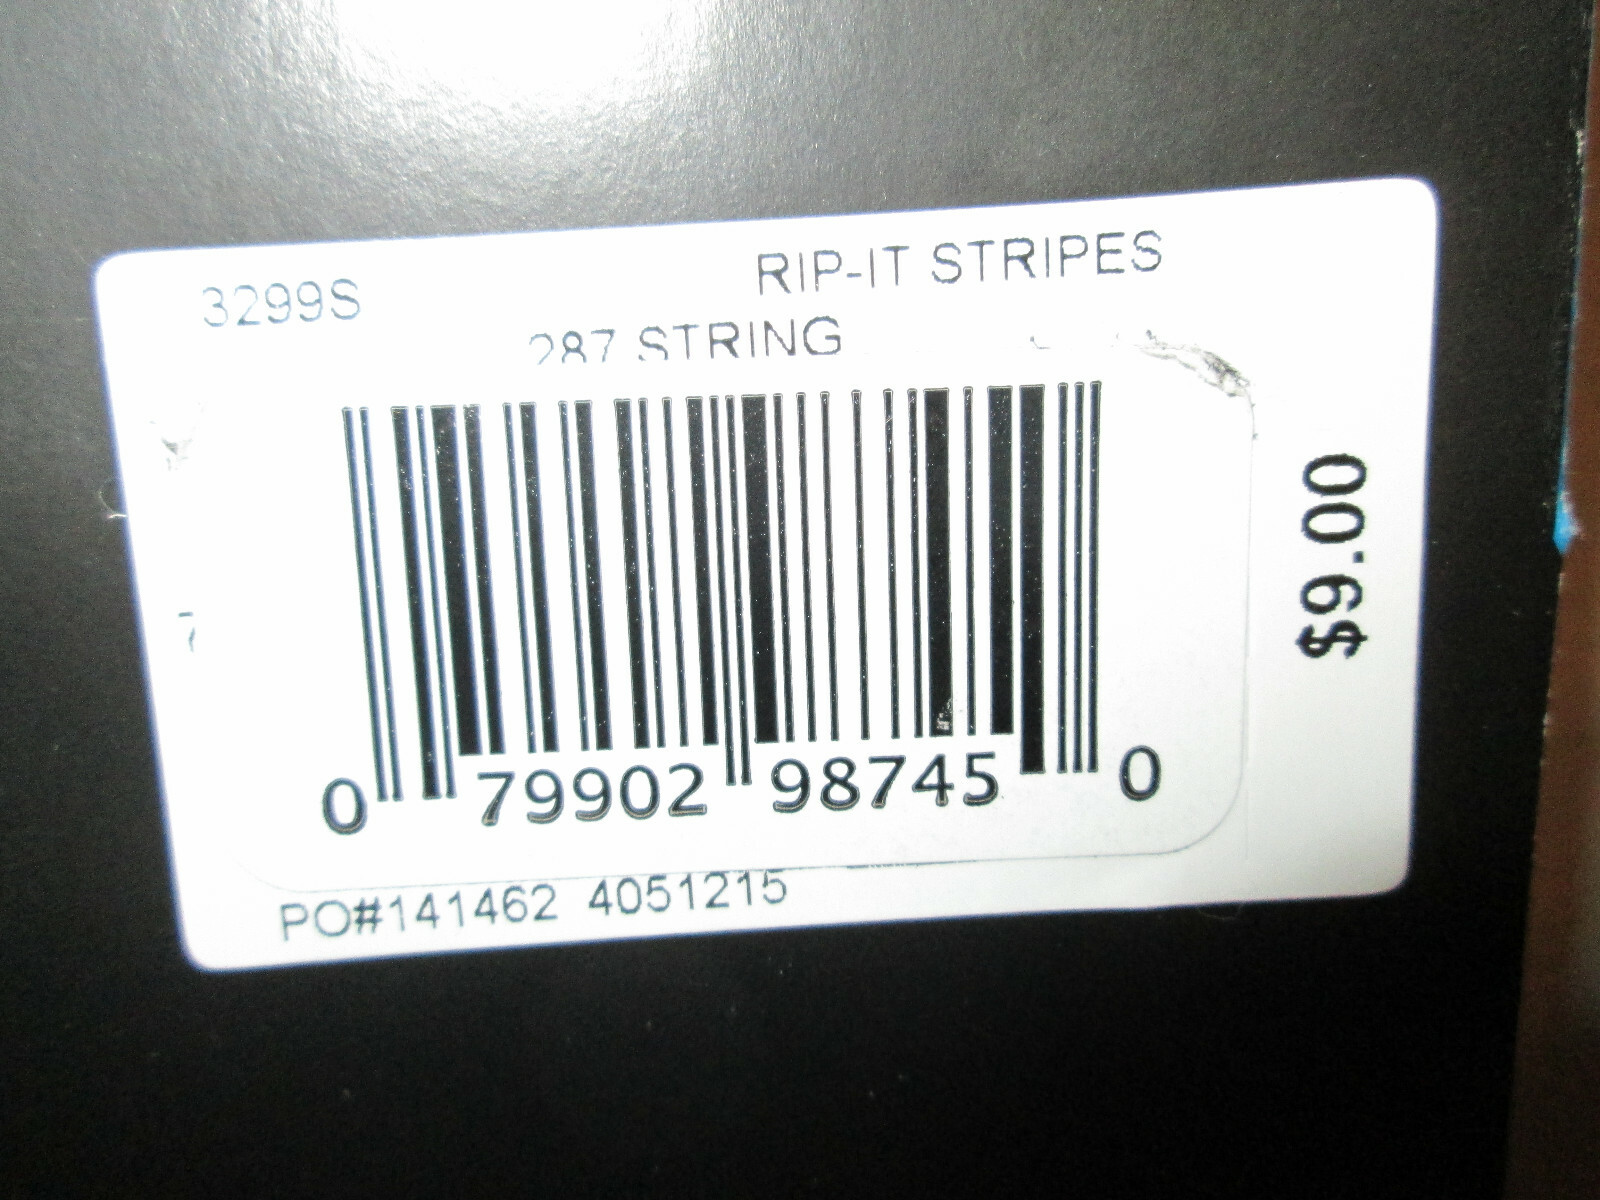 3299S RIP-IT STRIPES
287 STRING
$9.00
0 79902 98745 0
PO#141462 4051215